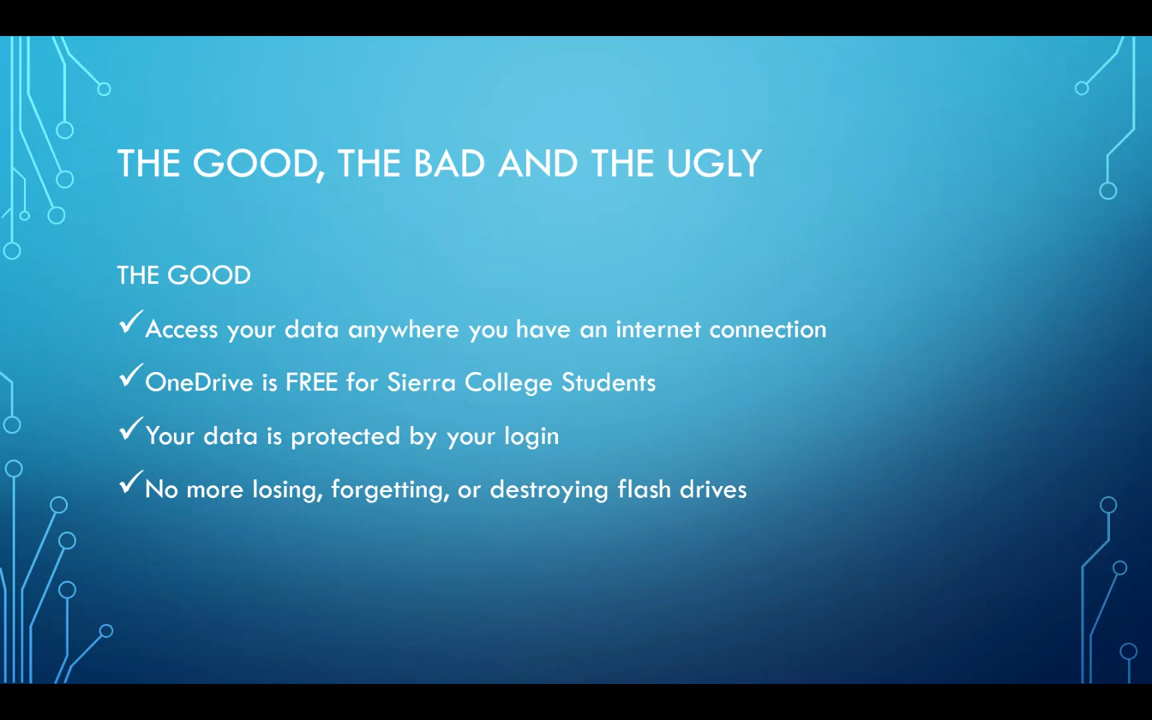 THE GOOD, THE BAD AND THE UGLY
THE GOOD
✓Access your data anywhere you have an internet connection
✓OneDrive is FREE for Sierra College Students
✓Your data is protected by your login
✓No more losing, forgetting, or destroying flash drives